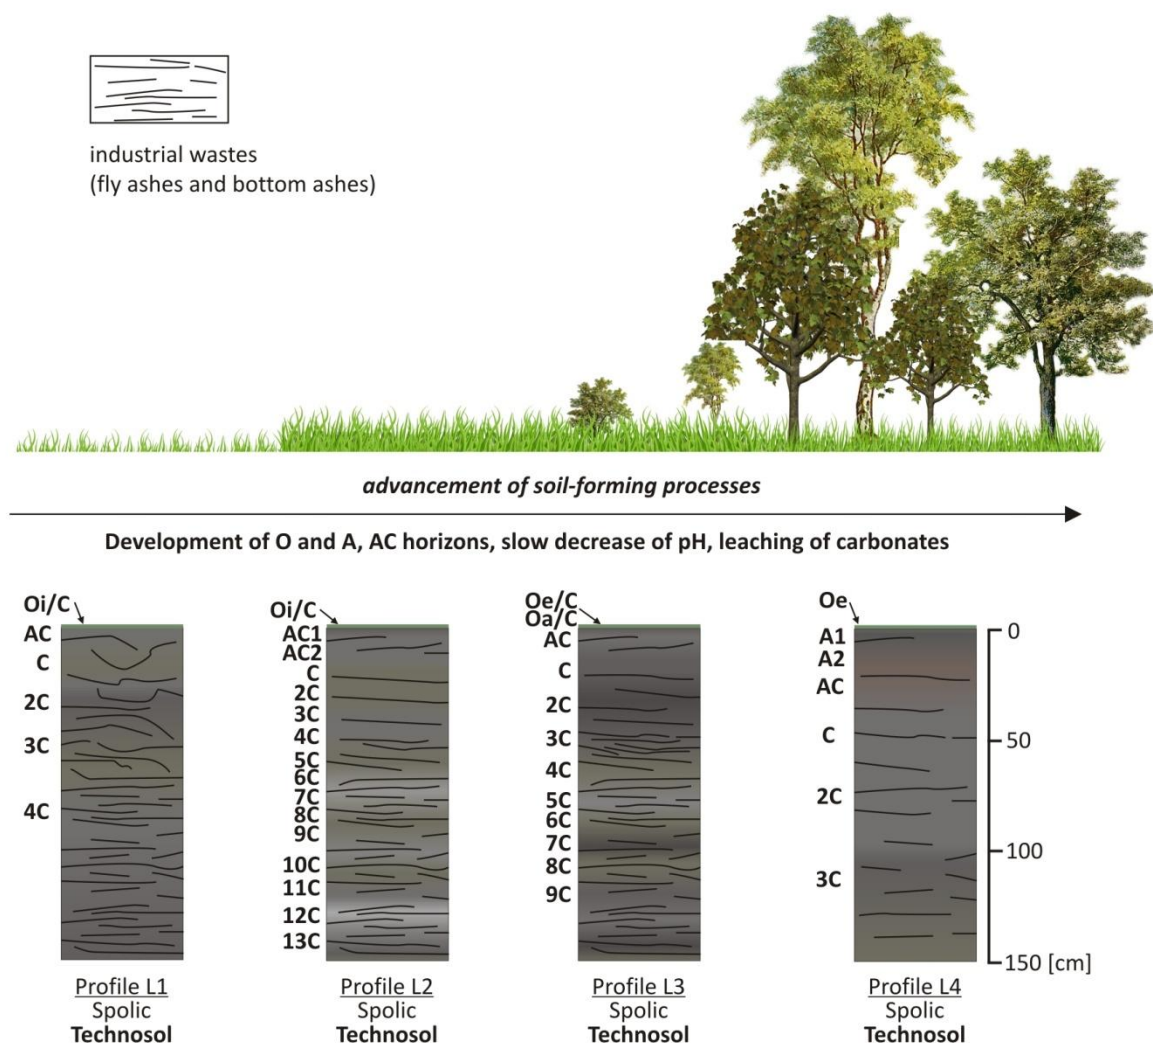 industrial wastes
(fly ashes and bottom ashes)
advancement of soil-forming processes
Development of O and A, AC horizons, slow decrease of pH, leaching of carbonates
Oi/C
AC
C
2C
3C
4C
Profile L1
Spolic
Technosol
Oi/C
AC1
AC2
C
2C
3C
4C
5C
6C
7C
8C
9C
10C
11C
12C
13C
Profile L2
Spolic
Technosol
Oe/C
Oa/C
AC
C
2C
3C
4C
5C
6C
7C
8C
9C
Profile L3
Spolic
Technosol
Oe
A1
A2
AC
C
2C
3C
Profile L4
Spolic
Technosol
0
50
100
150 [cm]